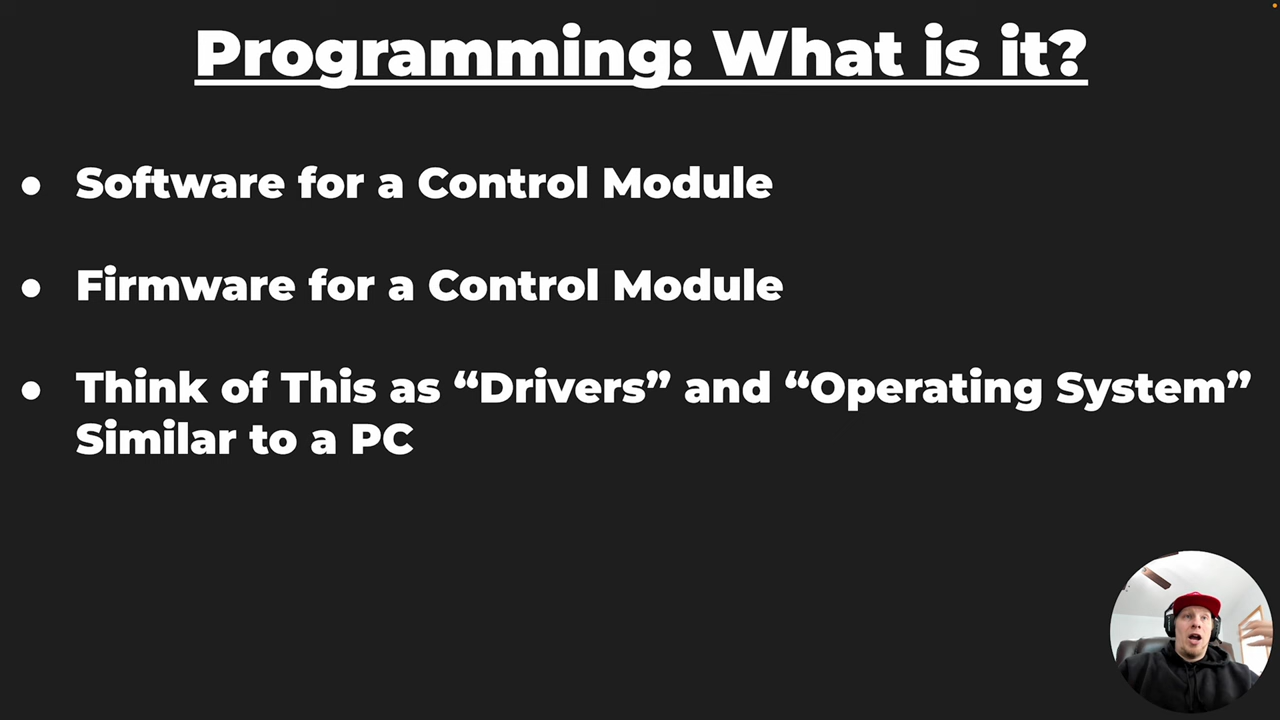 Programming: What is it?
● Software for a Control Module
● Firmware for a Control Module
● Think of This as “Drivers” and “Operating System”
Similar to a PC